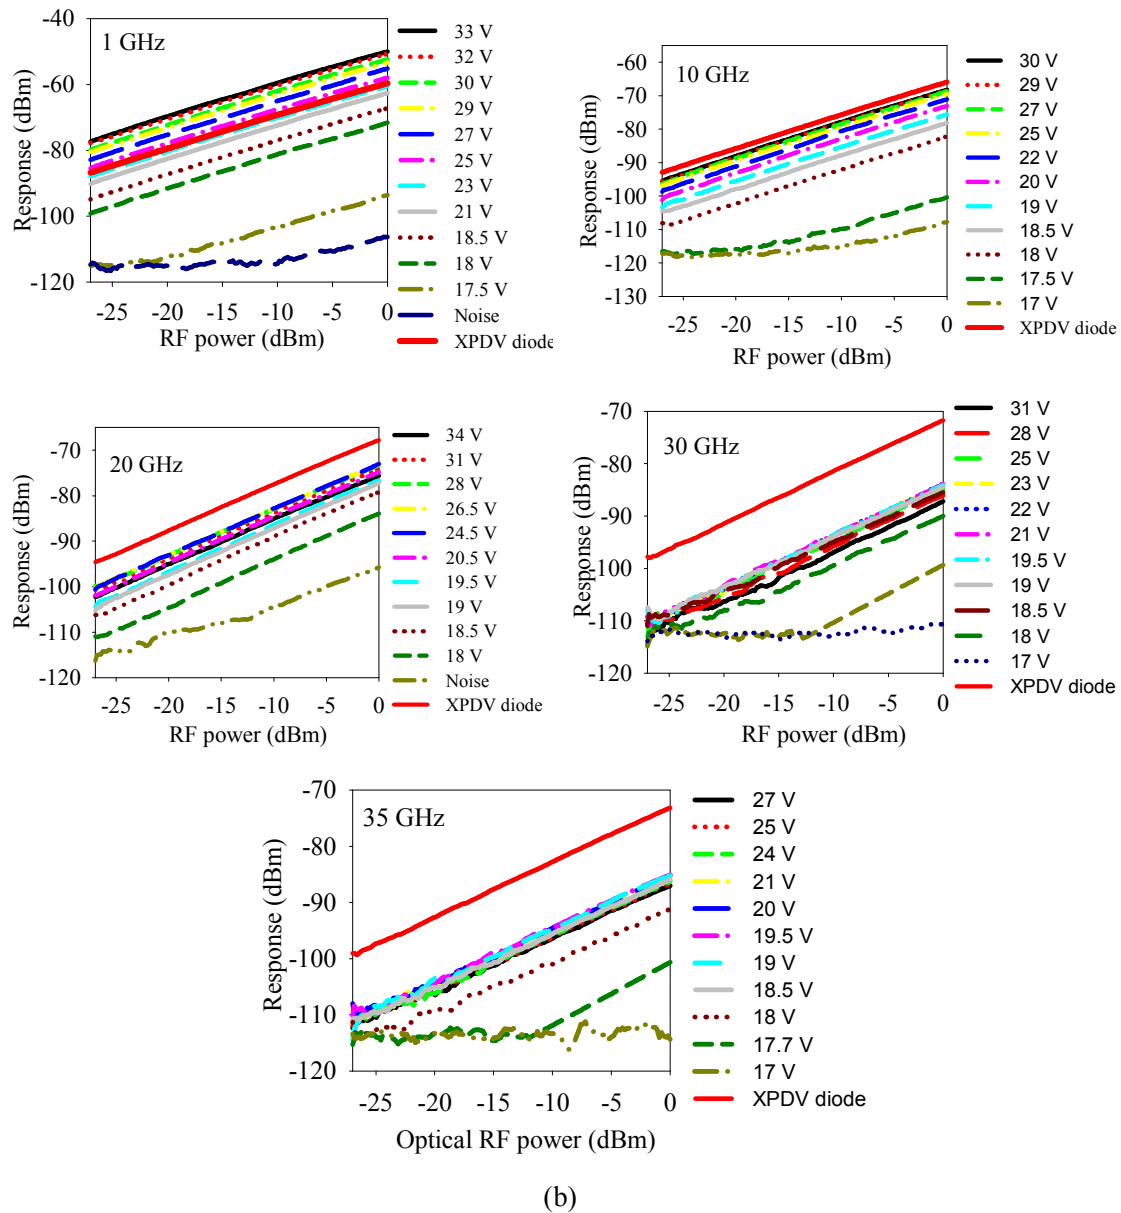 1 GHz
Response (dBm)
-40
-60
-80
-100
-120
-25 -20 -15 -10 -5 0
RF power (dBm)
33 V
32 V
30 V
29 V
27 V
25 V
23 V
21 V
18.5 V
18 V
17.5 V
Noise
XPDV diode
10 GHz
Response (dBm)
-60
-70
-80
-90
-100
-110
-120
-130
-25 -20 -15 -10 -5 0
RF power (dBm)
30 V
29 V
27 V
25 V
22 V
20 V
19 V
18.5 V
18 V
17.5 V
17 V
XPDV diode
20 GHz
Response (dBm)
-70
-80
-90
-100
-110
-120
-25 -20 -15 -10 -5 0
RF power (dBm)
34 V
31 V
28 V
26.5 V
24.5 V
20.5 V
19.5 V
19 V
18.5 V
18 V
Noise
XPDV diode
30 GHz
Response (dBm)
-70
-80
-90
-100
-110
-120
-25 -20 -15 -10 -5 0
RF power (dBm)
31 V
28 V
25 V
23 V
22 V
21 V
19.5 V
19 V
18.5 V
18 V
17 V
XPDV diode
35 GHz
Response (dBm)
-70
-80
-90
-100
-110
-120
-25 -20 -15 -10 -5 0
Optical RF power (dBm)
27 V
25 V
24 V
21 V
20 V
19.5 V
19 V
18.5 V
18 V
17.7 V
17 V
XPDV diode
(b)